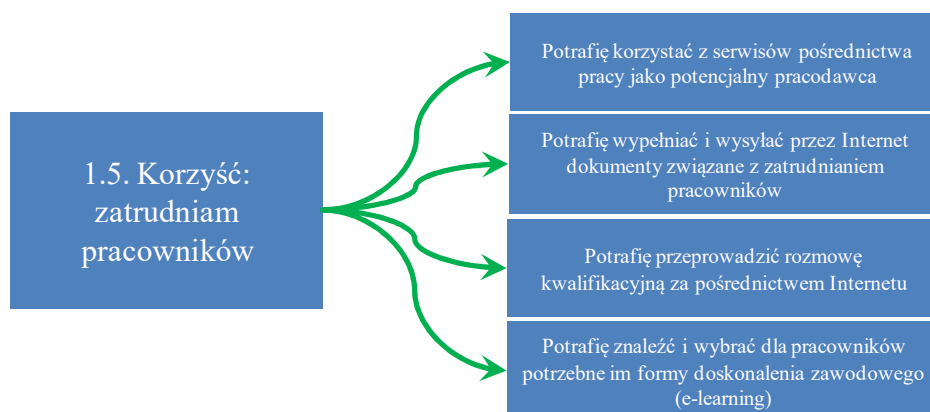 1.5. Korzyść:
zatrudniam
pracowników
Potrafię korzystać z serwisów pośrednictwa
pracy jako potencjalny pracodawca
Potrafię wypełniać i wysyłać przez Internet
dokumenty związane z zatrudnianiem
pracowników
Potrafię przeprowadzić rozmowę
kwalifikacyjną za pośrednictwem Internetu
Potrafię znaleźć i wybrać dla pracowników
potrzebne im formy doskonalenia zawodowego
(e-learning)